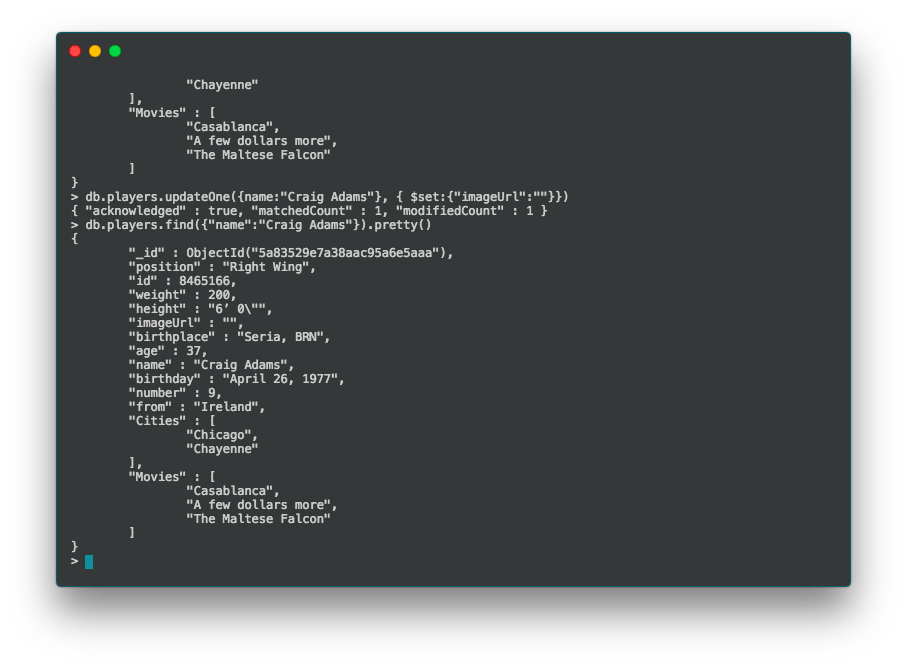 "Chayenne"
],
"Movies" : [
"Casablanca",
"A few dollars more",
"The Maltese Falcon"
]
}
> db.players.updateOne({name:"Craig Adams"}, { $set:{"imageUrl":""}})
{ "acknowledged" : true, "matchedCount" : 1, "modifiedCount" : 1 }
> db.players.find({"name":"Craig Adams"}).pretty()
{
"_id" : ObjectId("5a83529e7a38aac95a6e5aaa"),
"position" : "Right Wing",
"id" : 8465166,
"weight" : 200,
"height" : "6’ 0\"",
"imageUrl" : "",
"birthplace" : "Seria, BRN",
"age" : 37,
"name" : "Craig Adams",
"birthday" : "April 26, 1977",
"number" : 9,
"from" : "Ireland",
"Cities" : [
"Chicago",
"Chayenne"
],
"Movies" : [
"Casablanca",
"A few dollars more",
"The Maltese Falcon"
]
}
>